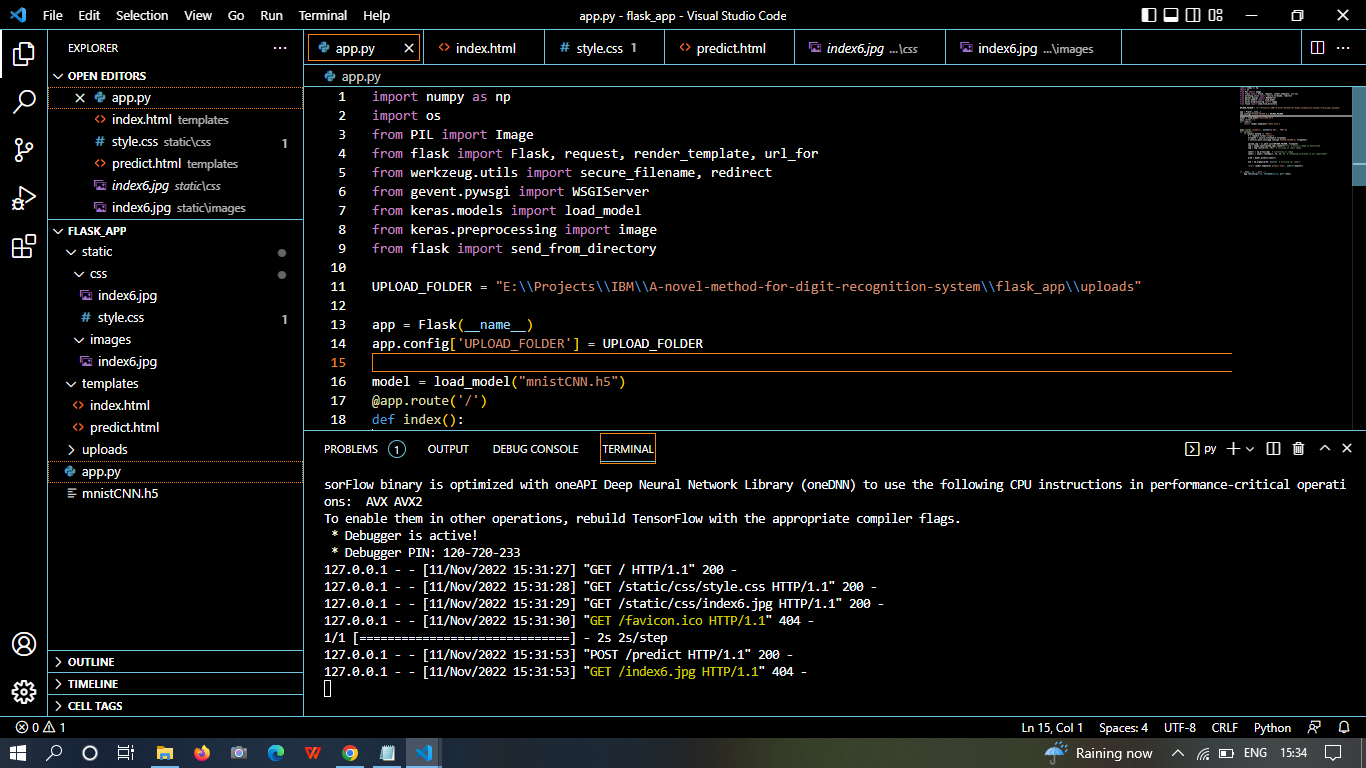 File Edit Selection View Go Run Terminal Help
app.py - flask_app - Visual Studio Code
EXPLORER
OPEN EDITORS
app.py
index.html templates
style.css static\css 1
predict.html templates
index6.jpg static\css
index6.jpg static\images
FLASK_APP
static
css
index6.jpg
style.css 1
images
index6.jpg
templates
index.html
predict.html
uploads
app.py
mnistCNN.h5
OUTLINE
TIMELINE
CELL TAGS
app.py index.html style.css 1 predict.html index6.jpg ...\css index6.jpg ...\images
app.py
1 import numpy as np
2 import os
3 from PIL import Image
4 from flask import Flask, request, render_template, url_for
5 from werkzeug.utils import secure_filename, redirect
6 from gevent.pywsgi import WSGIServer
7 from keras.models import load_model
8 from keras.preprocessing import image
9 from flask import send_from_directory
10
11 UPLOAD_FOLDER = "E:\\Projects\\IBM\\A-novel-method-for-digit-recognition-system\\flask_app\\uploads"
12
13 app = Flask(__name__)
14 app.config['UPLOAD_FOLDER'] = UPLOAD_FOLDER
15
16 model = load_model("mnistCNN.h5")
17 @app.route('/')
18 def index():
PROBLEMS 1 OUTPUT DEBUG CONSOLE TERMINAL py
sorFlow binary is optimized with oneAPI Deep Neural Network Library (oneDNN) to use the following CPU instructions in performance-critical operati
ons:  AVX AVX2
To enable them in other operations, rebuild TensorFlow with the appropriate compiler flags.
 * Debugger is active!
 * Debugger PIN: 120-720-233
127.0.0.1 - - [11/Nov/2022 15:31:27] "GET / HTTP/1.1" 200 -
127.0.0.1 - - [11/Nov/2022 15:31:28] "GET /static/css/style.css HTTP/1.1" 200 -
127.0.0.1 - - [11/Nov/2022 15:31:29] "GET /static/css/index6.jpg HTTP/1.1" 200 -
127.0.0.1 - - [11/Nov/2022 15:31:30] "GET /favicon.ico HTTP/1.1" 404 -
1/1 [==============================] - 2s 2s/step
127.0.0.1 - - [11/Nov/2022 15:31:53] "POST /predict HTTP/1.1" 200 -
127.0.0.1 - - [11/Nov/2022 15:31:53] "GET /index6.jpg HTTP/1.1" 404 -
0 1 Ln 15, Col 1 Spaces: 4 UTF-8 CRLF Python
Raining now ENG 15:34